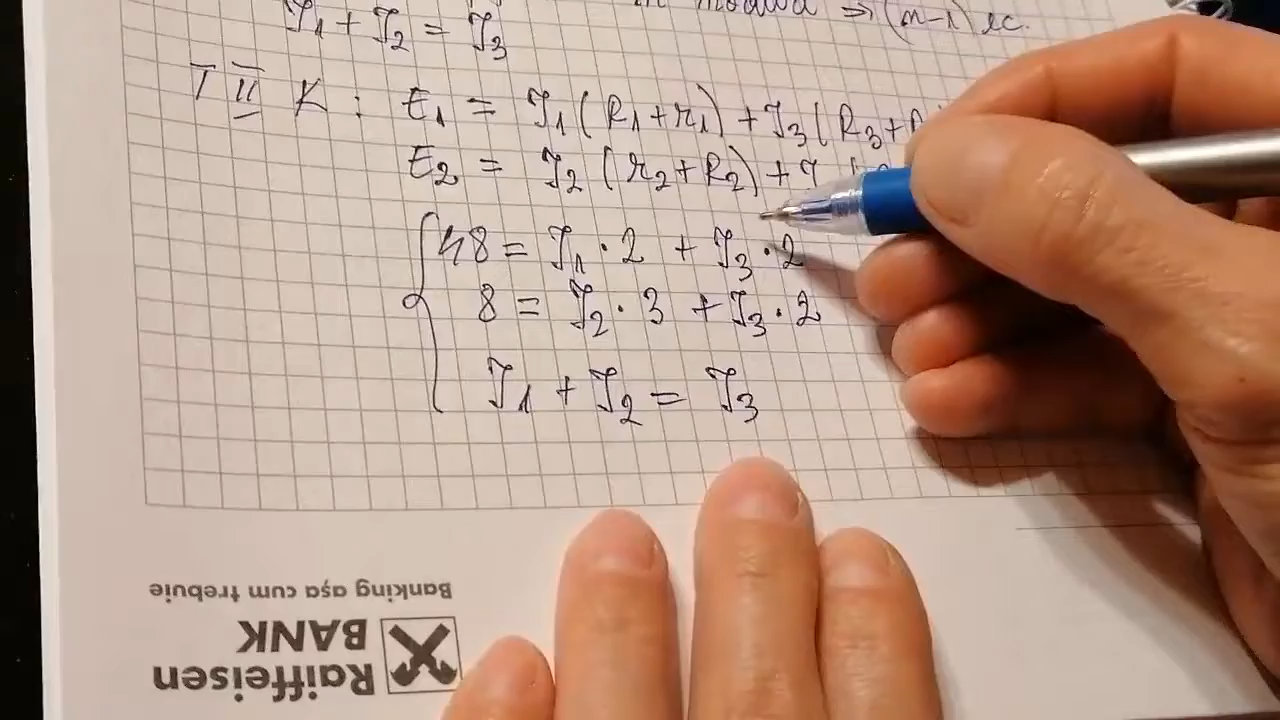 ⇒ (n-1) ec.
I₁ + I₂ = I₃
T II K : E₁ = I₁ (R₁+r₁) + I₃ (R₃+
E₂ = I₂ (r₂+R₂) +
48 = I₁ · 2 + I₃ · 2
8 = I₂ · 3 + I₃ · 2
I₁ + I₂ = I₃
Raiffeisen
BANK
Banking așa cum trebuie